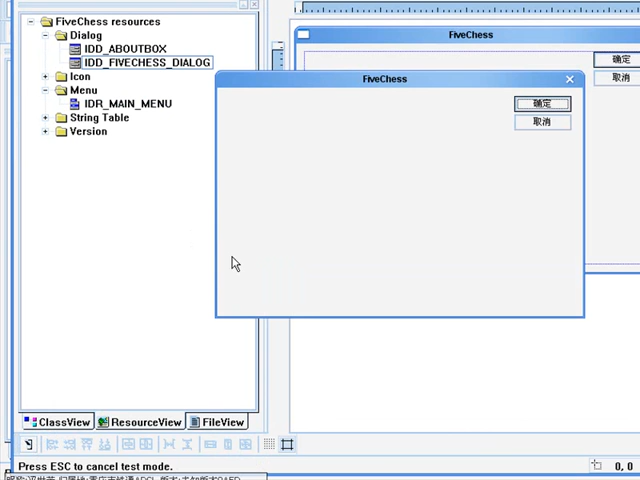 FiveChess resources
Dialog
IDD_ABOUTBOX
IDD_FIVECHESS_DIALOG
Icon
Menu
IDR_MAIN_MENU
String Table
Version
FiveChess
确定
取消
FiveChess
确定
取消
ClassView
ResourceView
FileView
Press ESC to cancel test mode.
0, 0